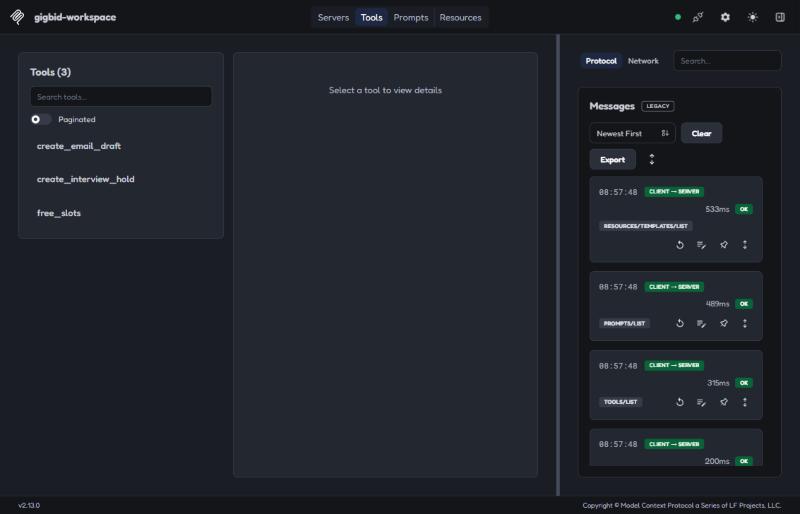 gigbid-workspace
Servers Tools Prompts Resources
Tools (3)
Search tools...
Paginated
create_email_draft
create_interview_hold
free_slots
Select a tool to view details
Protocol Network Search...
Messages LEGACY
Newest First Clear
Export
08:57:48 CLIENT → SERVER
533ms OK
RESOURCES/TEMPLATES/LIST
08:57:48 CLIENT → SERVER
489ms OK
PROMPTS/LIST
08:57:48 CLIENT → SERVER
315ms OK
TOOLS/LIST
08:57:48 CLIENT → SERVER
200ms OK
v2.13.0
Copyright © Model Context Protocol a Series of LF Projects, LLC.